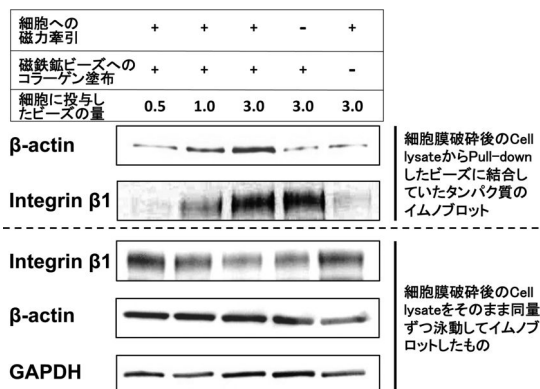 細胞への
磁力牽引
+ + + - +
磁鉄鉱ビーズへの
コラーゲン塗布
+ + + + -
細胞に投与し
たビーズの量
0.5 1.0 3.0 3.0 3.0
β-actin
Integrin β1
細胞膜破砕後のCell
lysateからPull-down
したビーズに結合し
ていたタンパク質の
イムノブロット
Integrin β1
β-actin
GAPDH
細胞膜破砕後のCell
lysateをそのまま同量
ずつ泳動してイムノブ
ロットしたもの